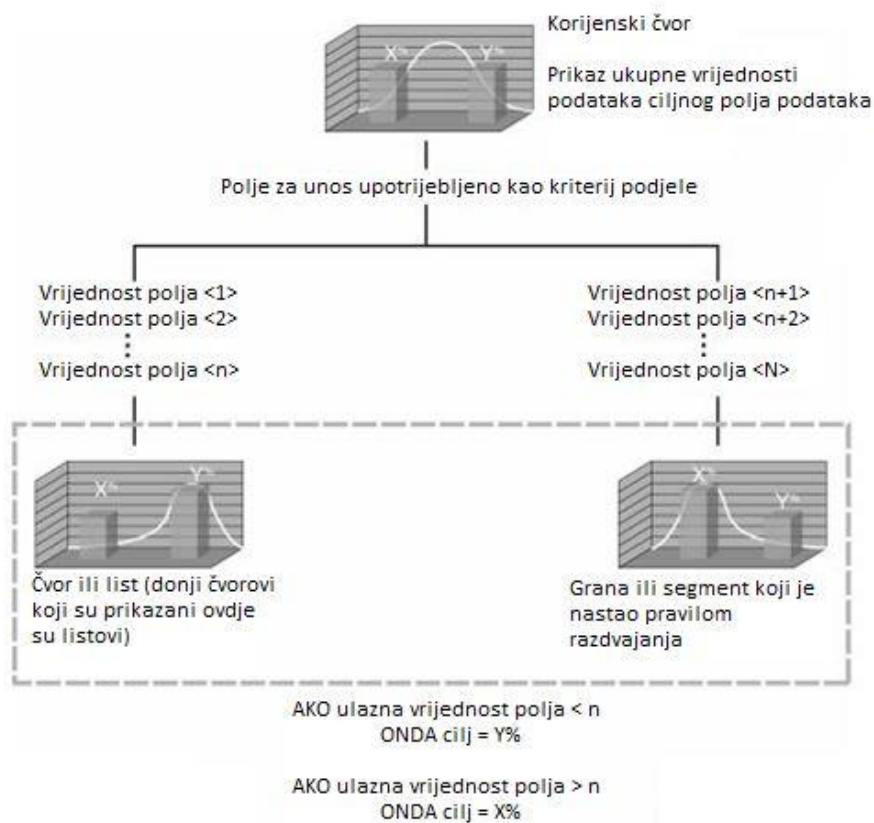 Korijenski čvor
X% Y%
Prikaz ukupne vrijednosti
podataka ciljnog polja podataka
Polje za unos upotrijebljeno kao kriterij podjele
Vrijednost polja <1>
Vrijednost polja <2>
Vrijednost polja <n>
Vrijednost polja <n+1>
Vrijednost polja <n+2>
Vrijednost polja <N>
X% Y%
Čvor ili list (donji čvorovi
koji su prikazani ovdje
su listovi)
X% Y%
Grana ili segment koji je
nastao pravilom
razdvajanja
AKO ulazna vrijednost polja < n
ONDA cilj = Y%
AKO ulazna vrijednost polja > n
ONDA cilj = X%